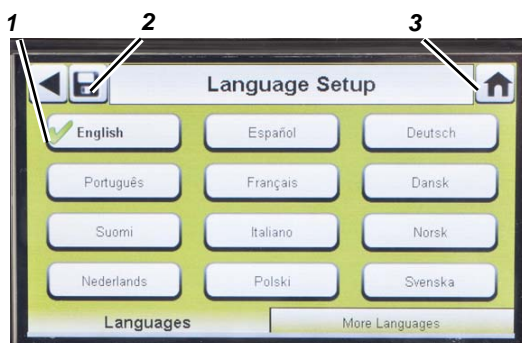 1 2 3
Language Setup
English Español Deutsch
Português Français Dansk
Suomi Italiano Norsk
Nederlands Polski Svenska
Languages More Languages